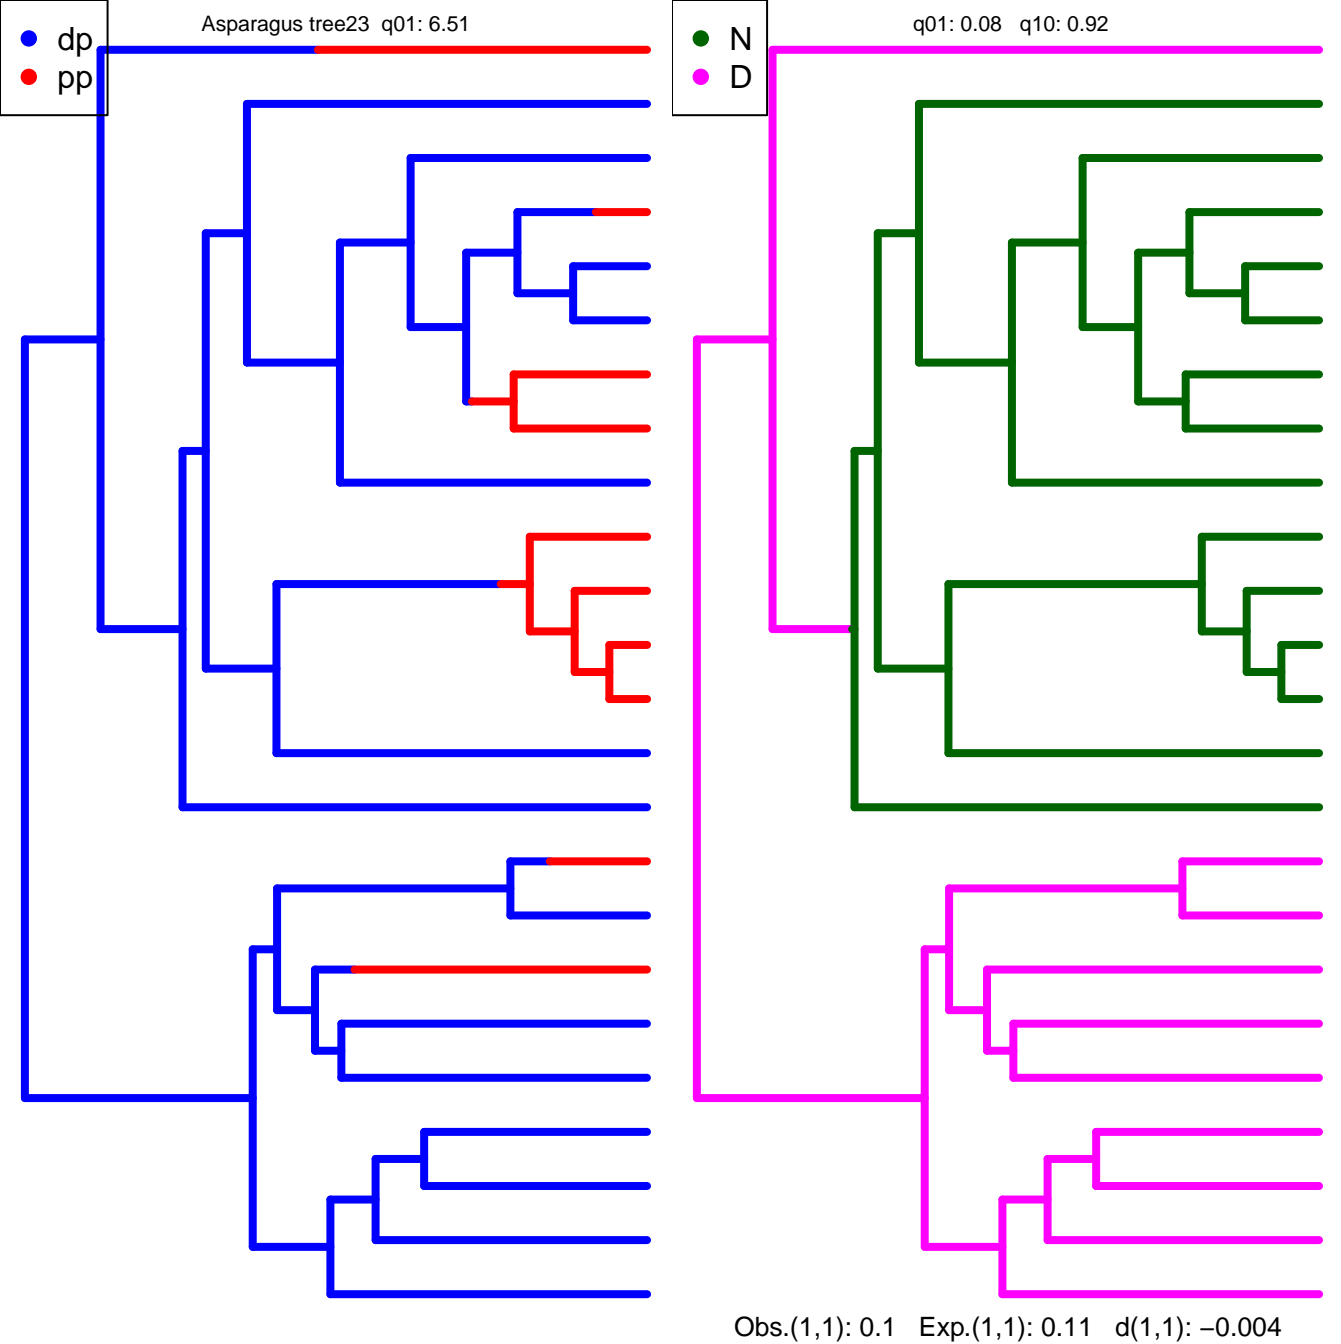 Asparagus tree23 q01: 6.51
dp
pp
q01: 0.08 q10: 0.92
N
D
Obs.(1,1): 0.1 Exp.(1,1): 0.11 d(1,1): −0.004